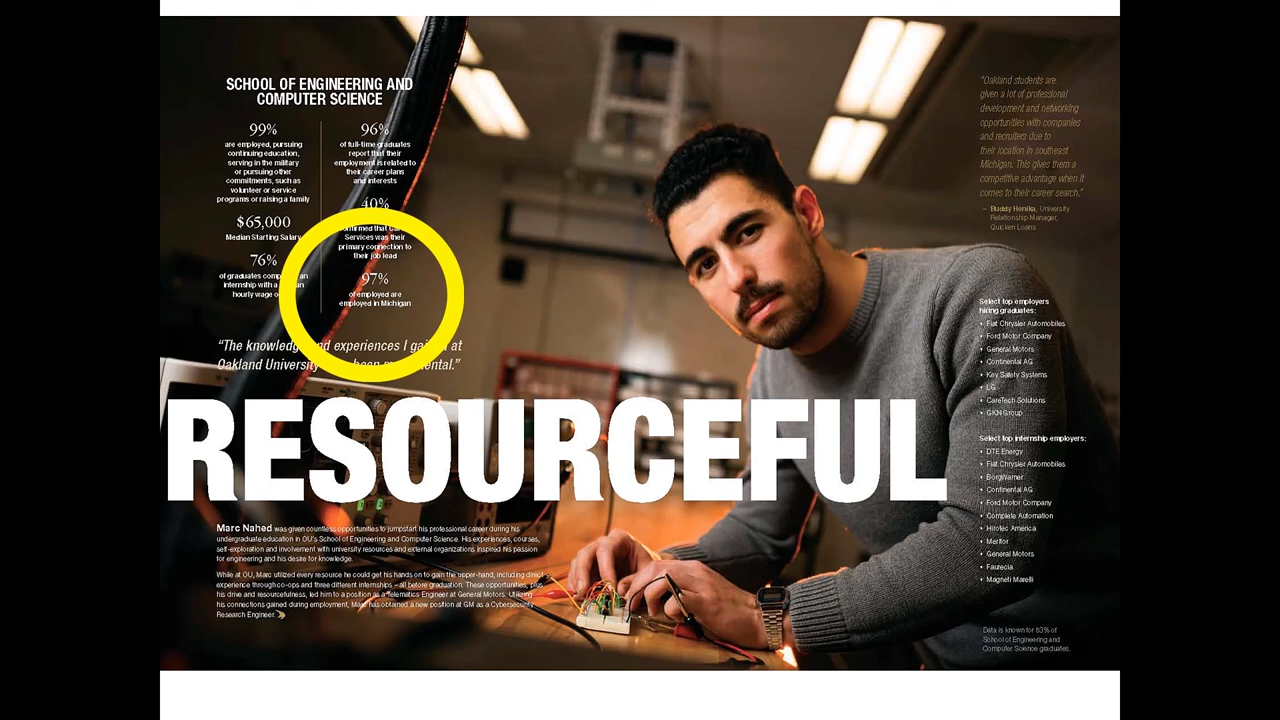 SCHOOL OF ENGINEERING AND
COMPUTER SCIENCE
99%
are employed, pursuing
continuing education,
serving in the military
or pursuing other
commitments, such as
volunteer or service
programs or raising a family
$65,000
Median Starting Salary
76%
of graduates an
internship with a
hourly wage
96%
of full-time graduates
report that their
employment is related to
their career plans
and interests
40%
that
Services was their
primary connection to
their job lead
97%
of employed are
employed in Michigan
"The and experiences I at
Oakland University been
RESOURCEFUL
Marc Nahed was given countless opportunities to jumpstart his professional career during his
undergraduate education in OU's School of Engineering and Computer Science. His experiences, courses,
self-exploration and involvement with university resources and external organizations inspired his passion
for engineering and his desire for knowledge.
While at OU, Marc utilized every resource he could get his hands on to gain the upper-hand, including direct
experience through co-ops and three different internships – all before graduation. These opportunities, plus
his drive and resourcefulness, led him to a position as a Telematics Engineer at General Motors. Utilizing
his connections gained during employment, Marc has obtained a new position at GM as a Cybersecurity
Research Engineer.
"Oakland students are
given a lot of professional
development and networking
opportunities with companies
and recruiters due to
their location in southeast
Michigan. This gives them a
competitive advantage when it
comes to their career search."
– Buddy Henika, University
Relationship Manager,
Quicken Loans
Select top employers
hiring graduates:
• Fiat Chrysler Automobiles
• Ford Motor Company
• General Motors
• Continental AG
• Key Safety Systems
• LG
• CareTech Solutions
• GKN Group
Select top internship employers:
• DTE Energy
• Fiat Chrysler Automobiles
• BorgWarner
• Continental AG
• Ford Motor Company
• Complete Automation
• Hirotec America
• Meritor
• General Motors
• Faurecia
• Magneti Marelli
Data is known for 83% of
School of Engineering and
Computer Science graduates.